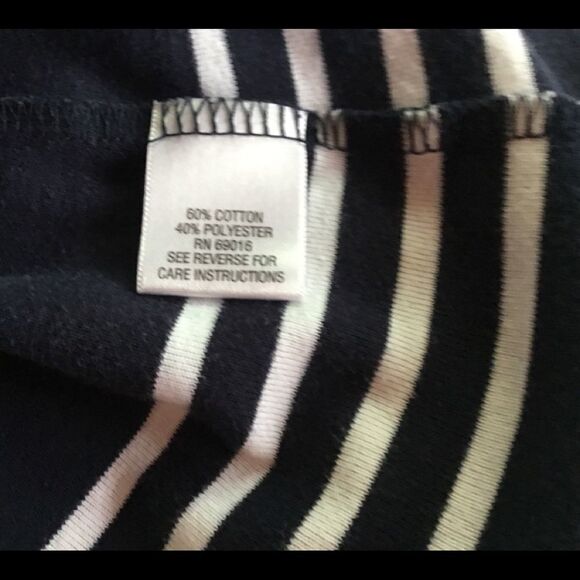 60% COTTON
40% POLYESTER
RN 69016
SEE REVERSE FOR
CARE INSTRUCTIONS